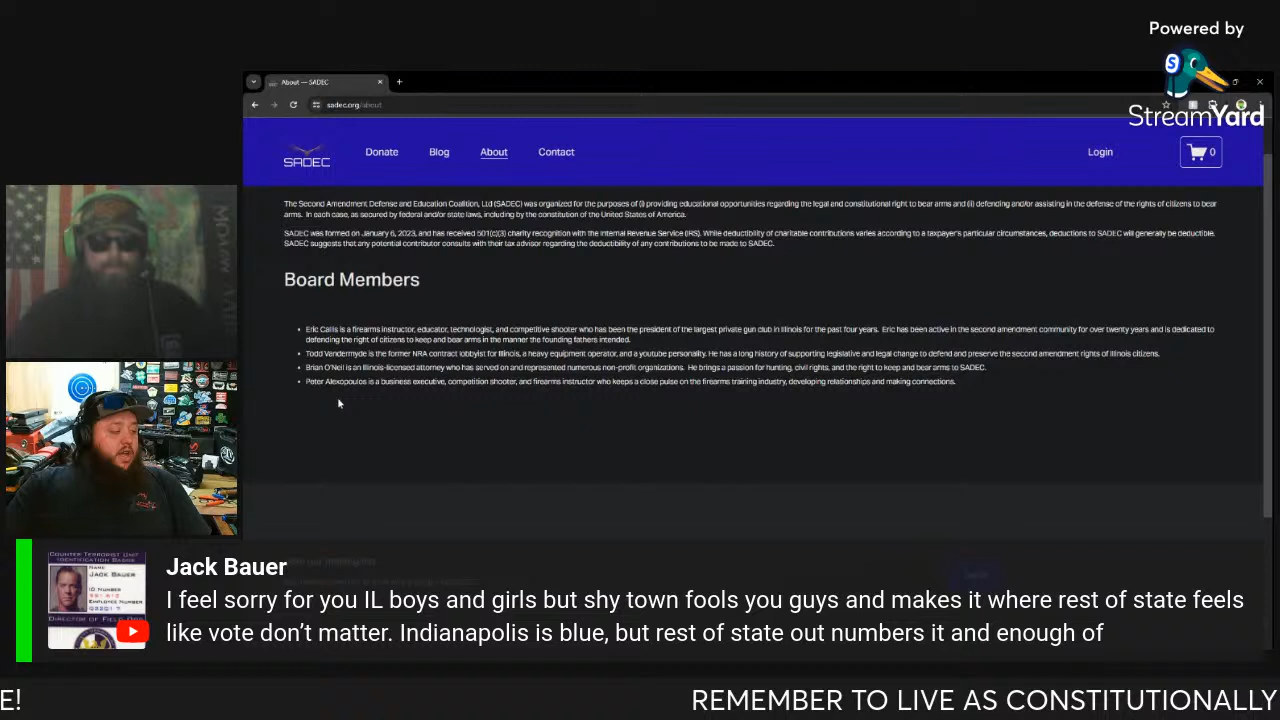 Powered by
StreamYard
About — SADEC
sadec.org/about
SADEC
Donate
Blog
About
Contact
Login
0
The Second Amendment Defense and Education Coalition, Ltd (SADEC) was organized for the purposes of (i) providing educational opportunities regarding the legal and constitutional right to bear arms and (ii) defending and/or assisting in the defense of the rights of citizens to bear
arms. In each case, as secured by federal and/or state laws, including by the constitution of the United States of America.
SADEC was formed on January 6, 2023, and has received 501(c)(3) charity recognition with the Internal Revenue Service (IRS). While deductibility of charitable contributions varies according to a taxpayer's particular circumstances, deductions to SADEC will generally be deductible.
SADEC suggests that any potential contributor consults with their tax advisor regarding the deductibility of any contributions to be made to SADEC.
Board Members
Eric Callis is a firearms instructor, educator, technologist, and competitive shooter who has been the president of the largest private gun club in Illinois for the past four years. Eric has been active in the second amendment community for over twenty years and is dedicated to
defending the right of citizens to keep and bear arms in the manner the founding fathers intended.
Todd Vandermyde is the former NRA contract lobbyist for Illinois, a heavy equipment operator, and a youtube personality. He has a long history of supporting legislative and legal change to defend and preserve the second amendment rights of Illinois citizens.
Brian O'Neil is an Illinois-licensed attorney who has served on and represented numerous non-profit organizations. He brings a passion for hunting, civil rights, and the right to keep and bear arms to SADEC.
Peter Alexopoulos is a business executive, competition shooter, and firearms instructor who keeps a close pulse on the firearms training industry, developing relationships and making connections.
COUNTER TERRORIST UNIT
IDENTIFICATION BADGE
NAME
JACK BAUER
ID NUMBER
EMPLOYEE NUMBER
DIRECTOR OF FIELD OPS
Jack Bauer
I feel sorry for you IL boys and girls but shy town fools you guys and makes it where rest of state feels
like vote don't matter. Indianapolis is blue, but rest of state out numbers it and enough of
E!
REMEMBER TO LIVE AS CONSTITUTIONALLY